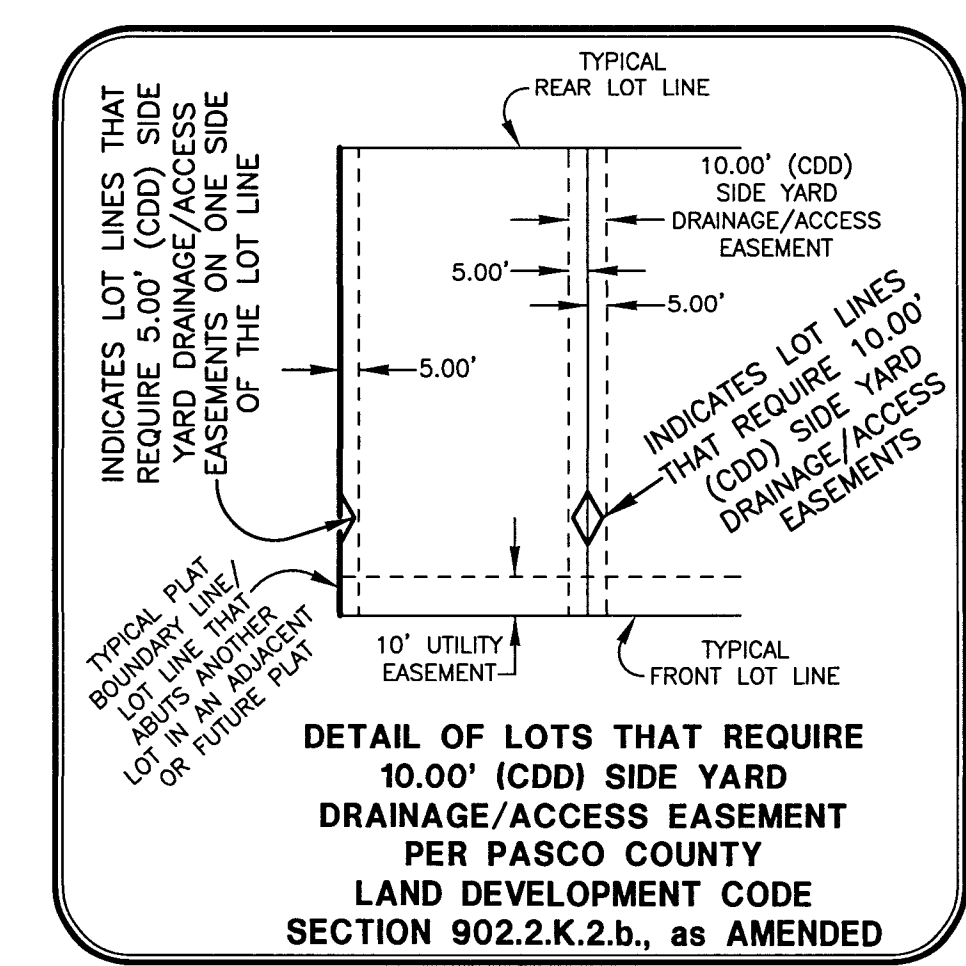 TYPICAL
REAR LOT LINE
INDICATES LOT LINES THAT
REQUIRE 5.00' (CDD) SIDE
YARD DRAINAGE/ACCESS
EASEMENTS ON ONE SIDE
OF THE LOT LINE
10.00' (CDD)
SIDE YARD
DRAINAGE/ACCESS
EASEMENT
5.00'
5.00'
5.00'
INDICATES LOT LINES
THAT REQUIRE 10.00'
(CDD) SIDE YARD
DRAINAGE/ACCESS
EASEMENTS
TYPICAL PLAT
BOUNDARY LINE/
LOT LINE THAT
ABUTS ANOTHER
LOT IN AN ADJACENT
OR FUTURE PLAT
10' UTILITY
EASEMENT
TYPICAL
FRONT LOT LINE
DETAIL OF LOTS THAT REQUIRE
10.00' (CDD) SIDE YARD
DRAINAGE/ACCESS EASEMENT
PER PASCO COUNTY
LAND DEVELOPMENT CODE
SECTION 902.2.K.2.b., as AMENDED